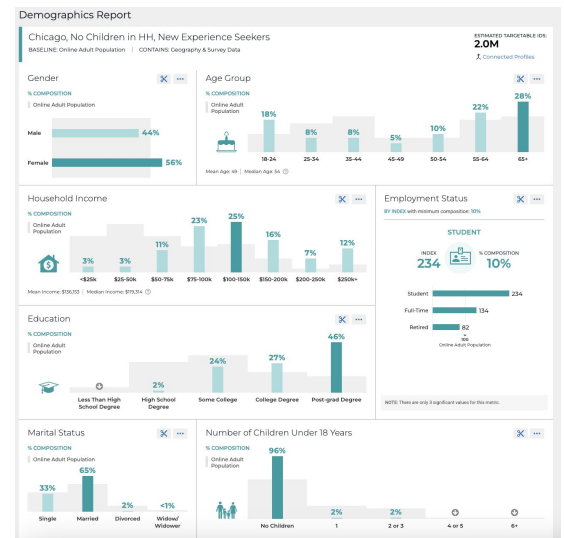 Demographics Report
Chicago, No Children in HH, New Experience Seekers
BASELINE: Online Adult Population | CONTAINS: Geography & Survey Data
ESTIMATED TARGETABLE IDS:
2.0M
Connected Profiles
Gender
% COMPOSITION
Online Adult Population
Male
44%
Female
56%
Age Group
% COMPOSITION
Online Adult
Population
18%
8%
8%
5%
10%
22%
28%
18-24
25-34
35-44
45-49
50-54
55-64
65+
Mean Age: 49 | Median Age: 54
Household Income
% COMPOSITION
Online Adult
Population
3%
3%
11%
23%
25%
16%
7%
12%
<$25k
$25-50k
$50-75k
$75-100k
$100-150k
$150-200k
$200-250k
$250k+
Mean Income: $136,153 | Median Income: $119,314
Employment Status
BY INDEX with minimum composition: 10%
STUDENT
INDEX
234
% COMPOSITION
10%
Student
234
Full-Time
134
Retired
82
100
Online Adult Population
NOTE: There are only 3 significant values for this metric.
Education
% COMPOSITION
Online Adult
Population
2%
24%
27%
46%
Less Than High
School Degree
High School
Degree
Some College
College Degree
Post-grad Degree
Marital Status
% COMPOSITION
Online Adult Population
33%
65%
2%
<1%
Single
Married
Divorced
Widow/
Widower
Number of Children Under 18 Years
% COMPOSITION
Online Adult
Population
96%
2%
2%
No Children
1
2 or 3
4 or 5
6+